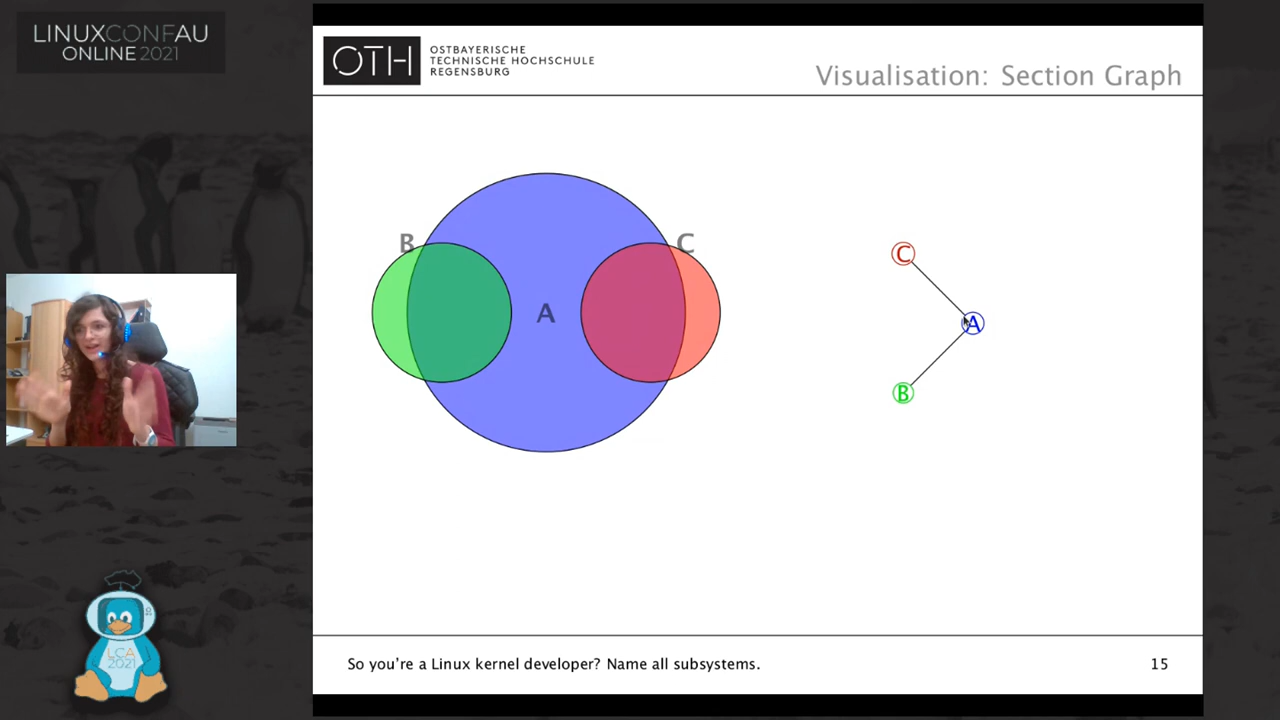 LINUXCONFAU
ONLINE 2021
OTH
OSTBAYERISCHE
TECHNISCHE HOCHSCHULE
REGENSBURG
Visualisation: Section Graph
B
C
A
C
A
B
LCA
2021
So you're a Linux kernel developer? Name all subsystems.
15